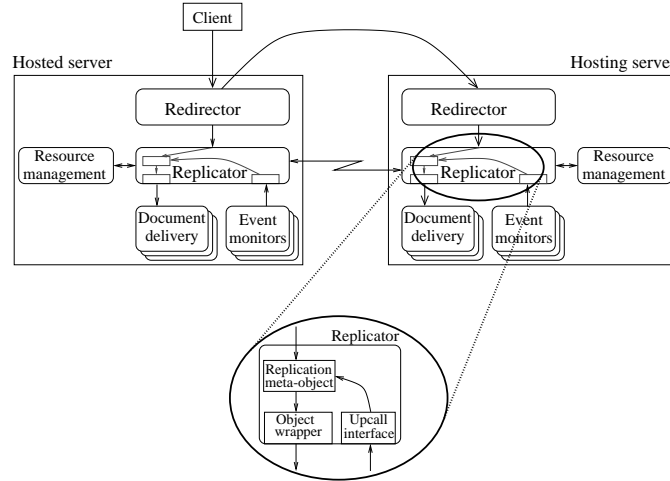 Client
Hosted server
Hosting server
Redirector
Redirector
Resource
management
Replicator
Replicator
Resource
management
Document
delivery
Event
monitors
Document
delivery
Event
monitors
Replicator
Replication
meta-object
Object
wrapper
Upcall
interface